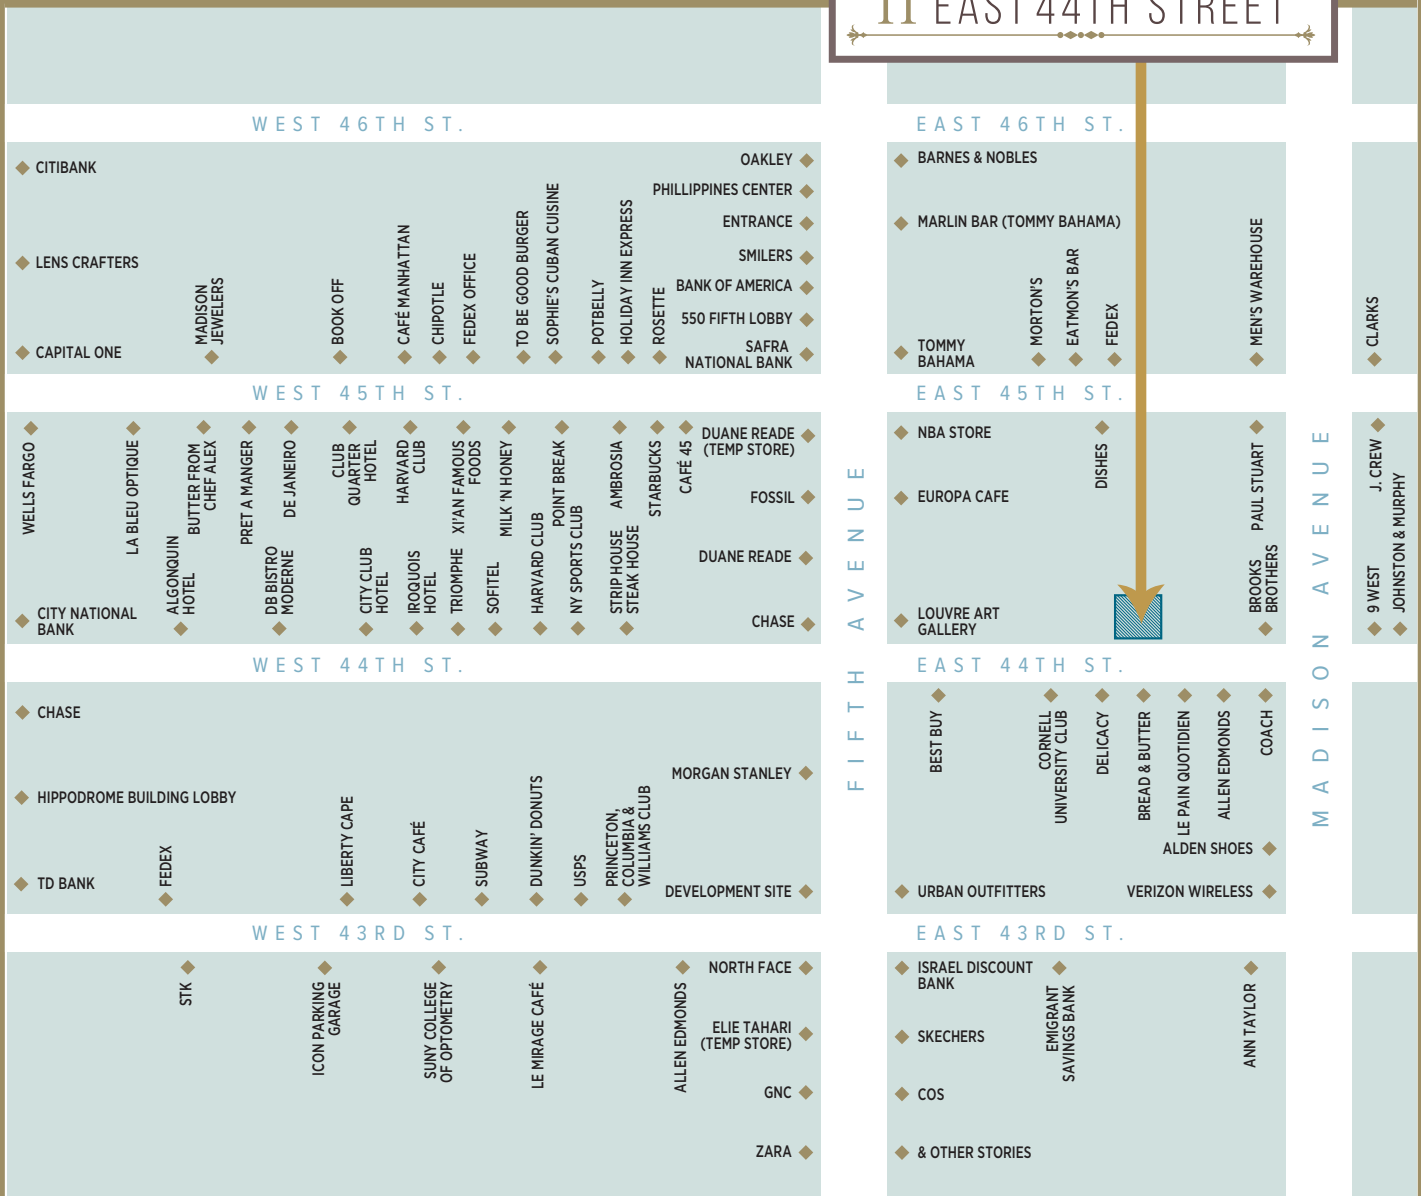 11 EAST 44TH STREET
WEST 46TH ST.
EAST 46TH ST.
CITIBANK
LENS CRAFTERS
CAPITAL ONE
MADISON
JEWELERS
BOOK OFF
CAFÉ MANHATTAN
CHIPOTLE
FEDEX OFFICE
TO BE GOOD BURGER
SOPHIE'S CUBAN CUISINE
POTBELLY
HOLIDAY INN EXPRESS
ROSETTE
OAKLEY
PHILLIPPINES CENTER
ENTRANCE
SMILERS
BANK OF AMERICA
550 FIFTH LOBBY
SAFRA
NATIONAL BANK
BARNES & NOBLES
MARLIN BAR (TOMMY BAHAMA)
TOMMY
BAHAMA
MORTON'S
EATMON'S BAR
FEDEX
MEN'S WAREHOUSE
CLARKS
WEST 45TH ST.
EAST 45TH ST.
WELLS FARGO
LA BLEU OPTIQUE
BUTTER FROM
CHEF ALEX
PRET A MANGER
DE JANEIRO
CLUB
QUARTER
HOTEL
HARVARD
CLUB
XI'AN FAMOUS
FOODS
MILK 'N HONEY
POINT BREAK
AMBROSIA
STARBUCKS
CAFÉ 45
DUANE READE
(TEMP STORE)
FOSSIL
DUANE READE
CHASE
CITY NATIONAL
BANK
ALGONQUIN
HOTEL
DB BISTRO
MODERNE
CITY CLUB
HOTEL
IROQUOIS
HOTEL
TRIOMPHE
SOFITEL
HARVARD CLUB
NY SPORTS CLUB
STRIP HOUSE
STEAK HOUSE
NBA STORE
EUROPA CAFE
LOUVRE ART
GALLERY
DISHES
PAUL STUART
BROOKS
BROTHERS
J. CREW
9 WEST
JOHNSTON & MURPHY
FIFTH AVENUE
MADISON AVENUE
WEST 44TH ST.
EAST 44TH ST.
CHASE
HIPPODROME BUILDING LOBBY
TD BANK
FEDEX
LIBERTY CAPE
CITY CAFÉ
SUBWAY
DUNKIN' DONUTS
USPS
PRINCETON,
COLUMBIA &
WILLIAMS CLUB
MORGAN STANLEY
DEVELOPMENT SITE
BEST BUY
CORNELL
UNIVERSITY CLUB
DELICACY
BREAD & BUTTER
LE PAIN QUOTIDIEN
ALLEN EDMONDS
COACH
ALDEN SHOES
URBAN OUTFITTERS
VERIZON WIRELESS
WEST 43RD ST.
EAST 43RD ST.
STK
ICON PARKING
GARAGE
SUNY COLLEGE
OF OPTOMETRY
LE MIRAGE CAFÉ
ALLEN EDMONDS
NORTH FACE
ELIE TAHARI
(TEMP STORE)
GNC
ZARA
ISRAEL DISCOUNT
BANK
SKECHERS
COS
& OTHER STORIES
EMIGRANT
SAVINGS BANK
ANN TAYLOR